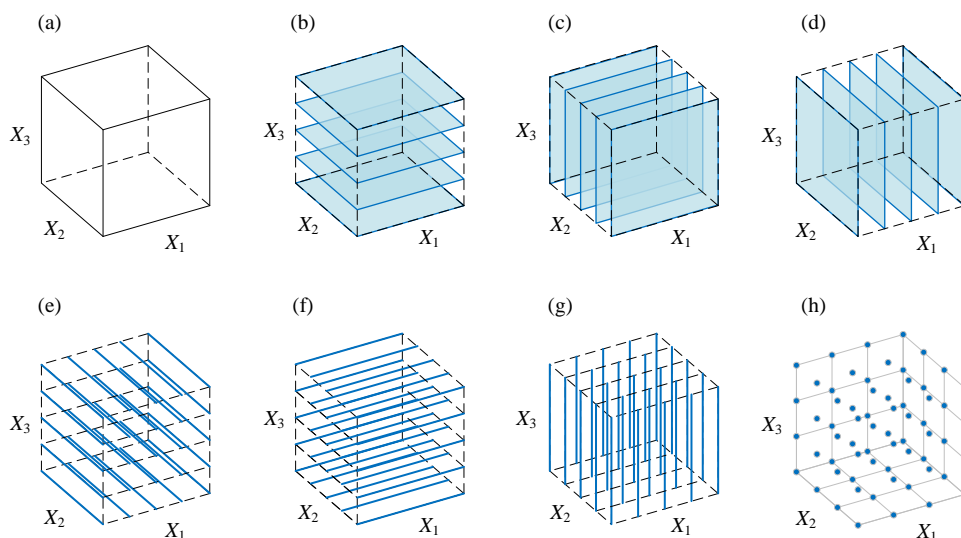 (a) (b) (c) (d)
X3 X3 X3 X3
X2 X1 X2 X1 X2 X1 X2 X1
(e) (f) (g) (h)
X3 X3 X3 X3
X2 X1 X2 X1 X2 X1 X2 X1